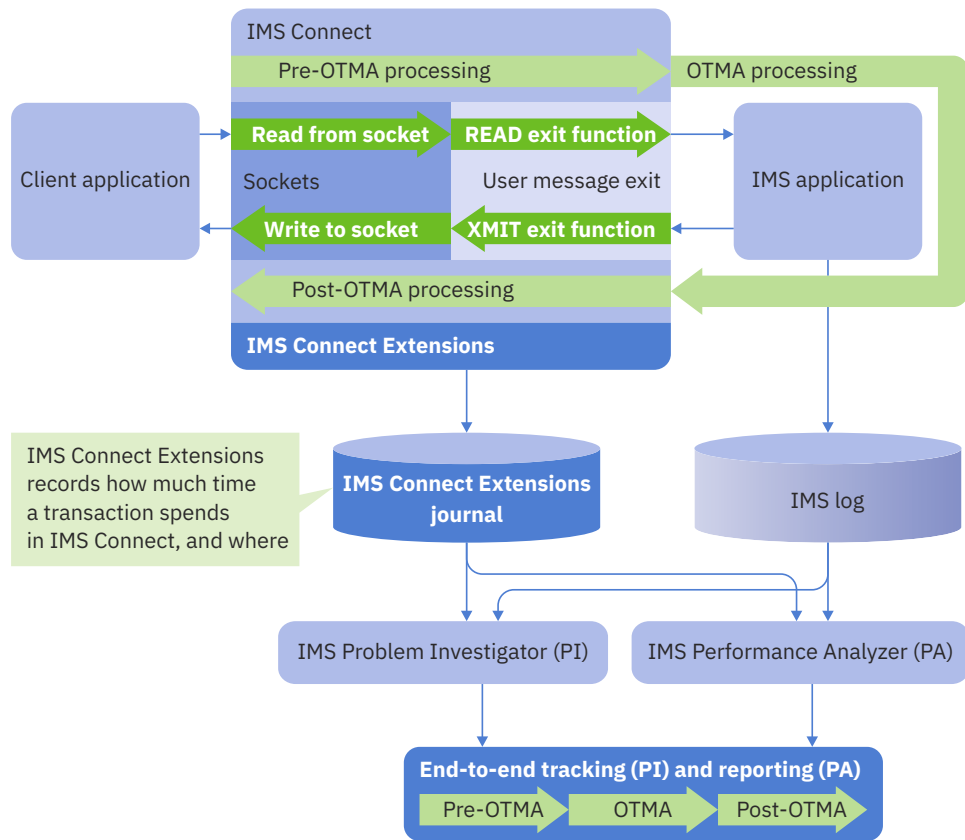 IMS Connect
Pre-OTMA processing
OTMA processing
Client application
Read from socket
READ exit function
Sockets
User message exit
IMS application
Write to socket
XMIT exit function
Post-OTMA processing
IMS Connect Extensions
IMS Connect Extensions
records how much time
a transaction spends
in IMS Connect, and where
IMS Connect Extensions
journal
IMS log
IMS Problem Investigator (PI)
IMS Performance Analyzer (PA)
End-to-end tracking (PI) and reporting (PA)
Pre-OTMA
OTMA
Post-OTMA